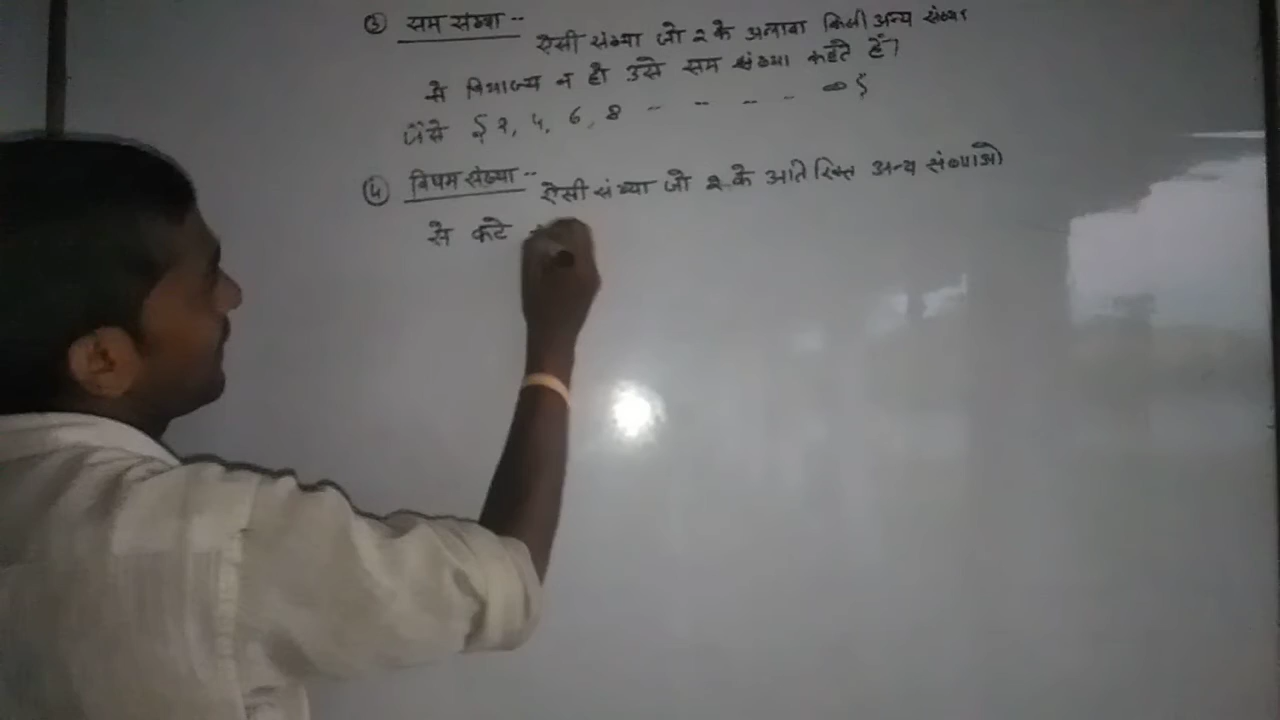 ③ सम संख्या -- ऐसी संख्या जो 2 के अलावा किसी अन्य संख्या
से विभाज्य न हो उसे सम संख्या कहते हैं।
जैसे { 2, 4, 6, 8 - - - - ∞ }
④ विषम संख्या -- ऐसी संख्या जो 2 के अतिरिक्त अन्य संख्याओ
से कटे